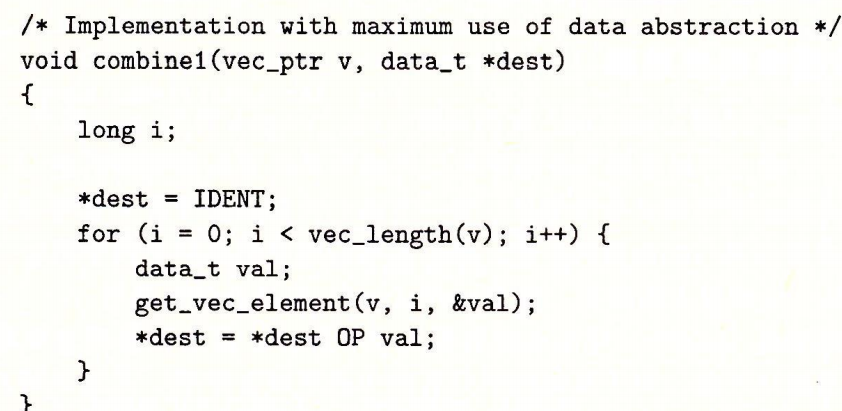 /* Implementation with maximum use of data abstraction */
void combine1(vec_ptr v, data_t *dest)
{
    long i;

    *dest = IDENT;
    for (i = 0; i < vec_length(v); i++) {
        data_t val;
        get_vec_element(v, i, &val);
        *dest = *dest OP val;
    }
}